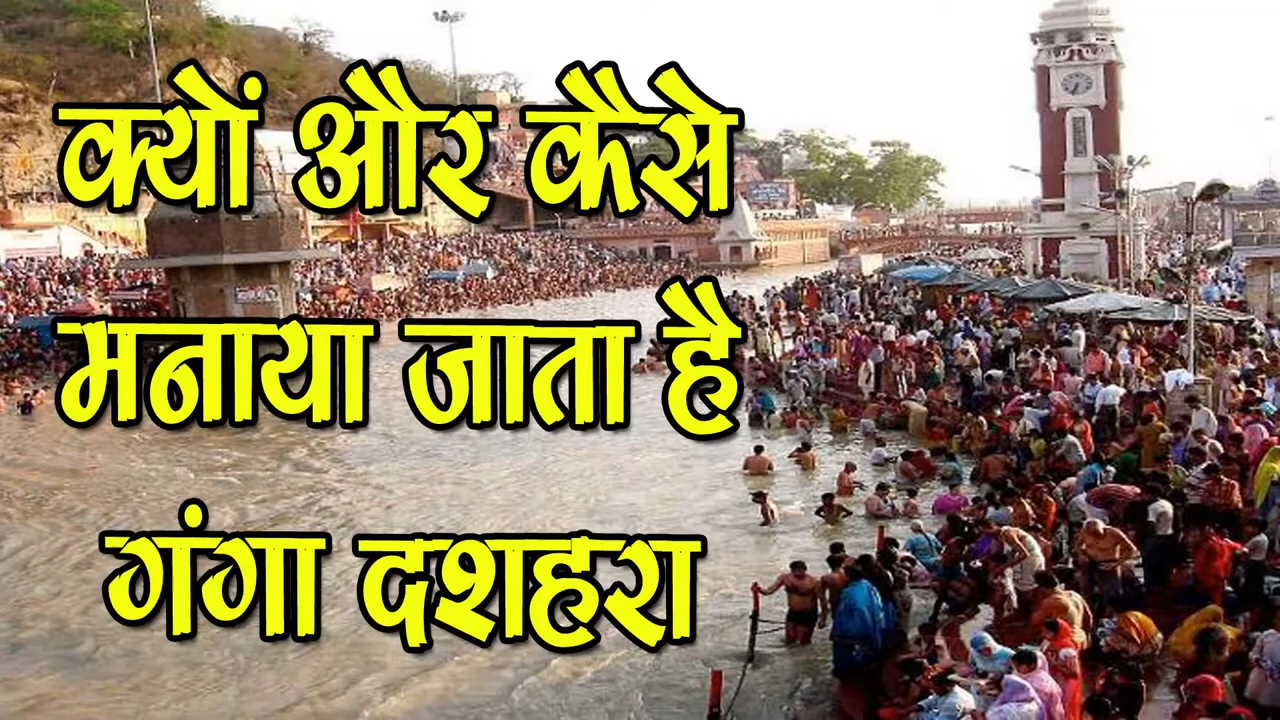 क्यों और कैसे
मनाया जाता है
गंगा दशहरा